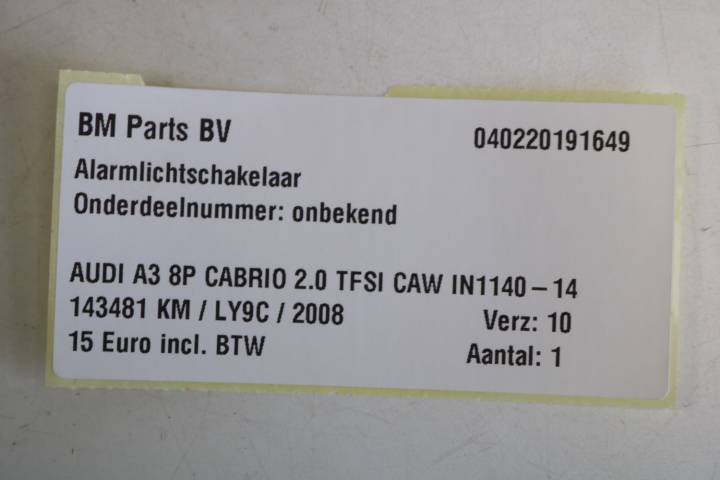 BM Parts BV 040220191649
Alarmlichtschakelaar
Onderdeelnummer: onbekend
AUDI A3 8P CABRIO 2.0 TFSI CAW IN1140-14
143481 KM / LY9C / 2008 Verz: 10
15 Euro incl. BTW Aantal: 1